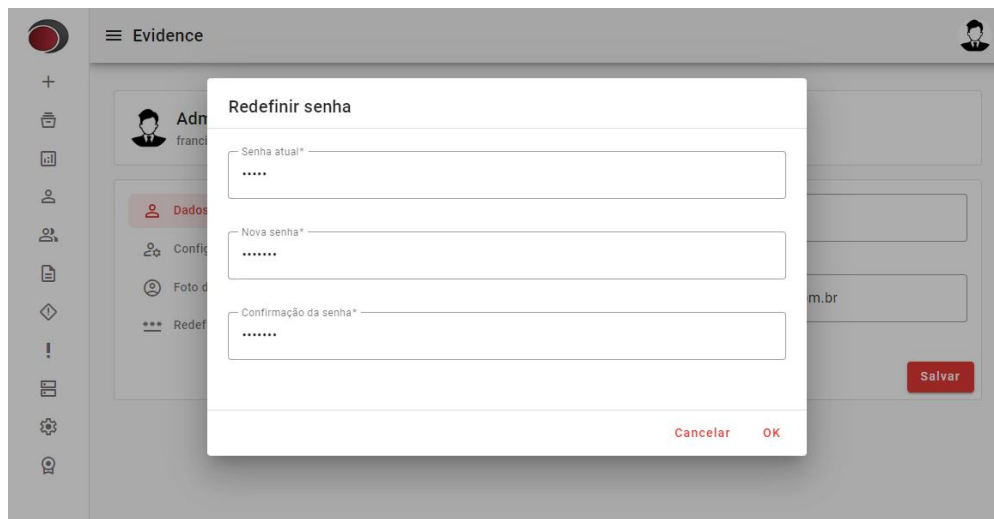 Evidence
Redefinir senha
Adm
franci
Senha atual*
•••••
Dados
Nova senha*
•••••••
Config
Foto d
m.br
Confirmação da senha*
•••••••
Redef
Salvar
Cancelar OK